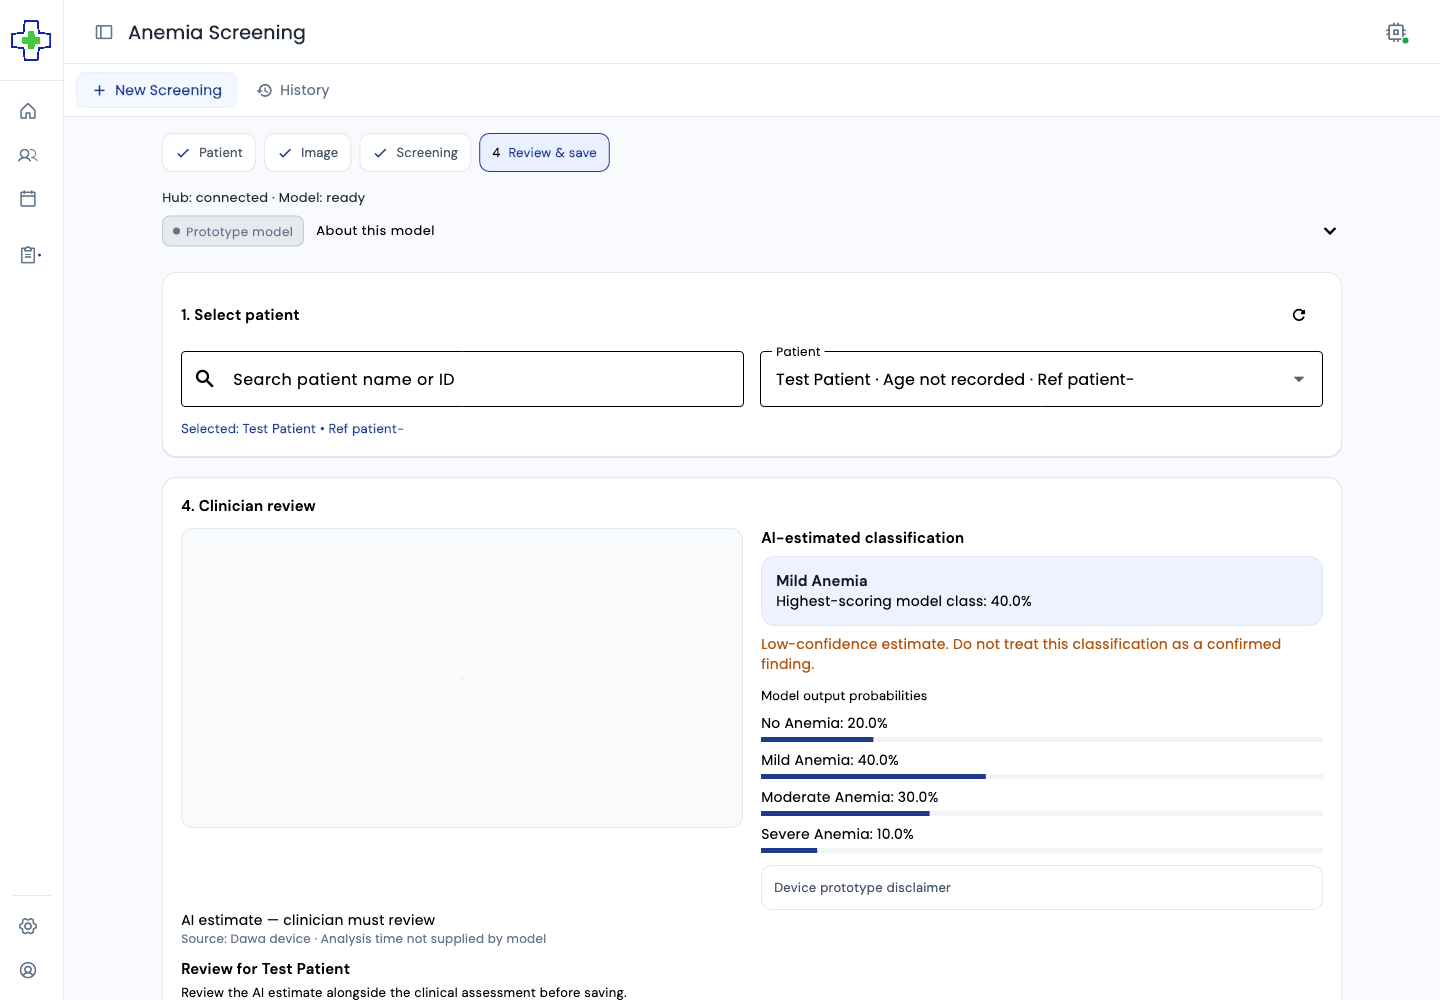 Anemia Screening
New Screening
History
Patient
Image
Screening
4 Review & save
Hub: connected · Model: ready
Prototype model
About this model
1. Select patient
Search patient name or ID
Patient
Test Patient · Age not recorded · Ref patient-
Selected: Test Patient • Ref patient-
4. Clinician review
AI-estimated classification
Mild Anemia
Highest-scoring model class: 40.0%
Low-confidence estimate. Do not treat this classification as a confirmed
finding.
Model output probabilities
No Anemia: 20.0%
Mild Anemia: 40.0%
Moderate Anemia: 30.0%
Severe Anemia: 10.0%
Device prototype disclaimer
AI estimate — clinician must review
Source: Dawa device · Analysis time not supplied by model
Review for Test Patient
Review the AI estimate alongside the clinical assessment before saving.